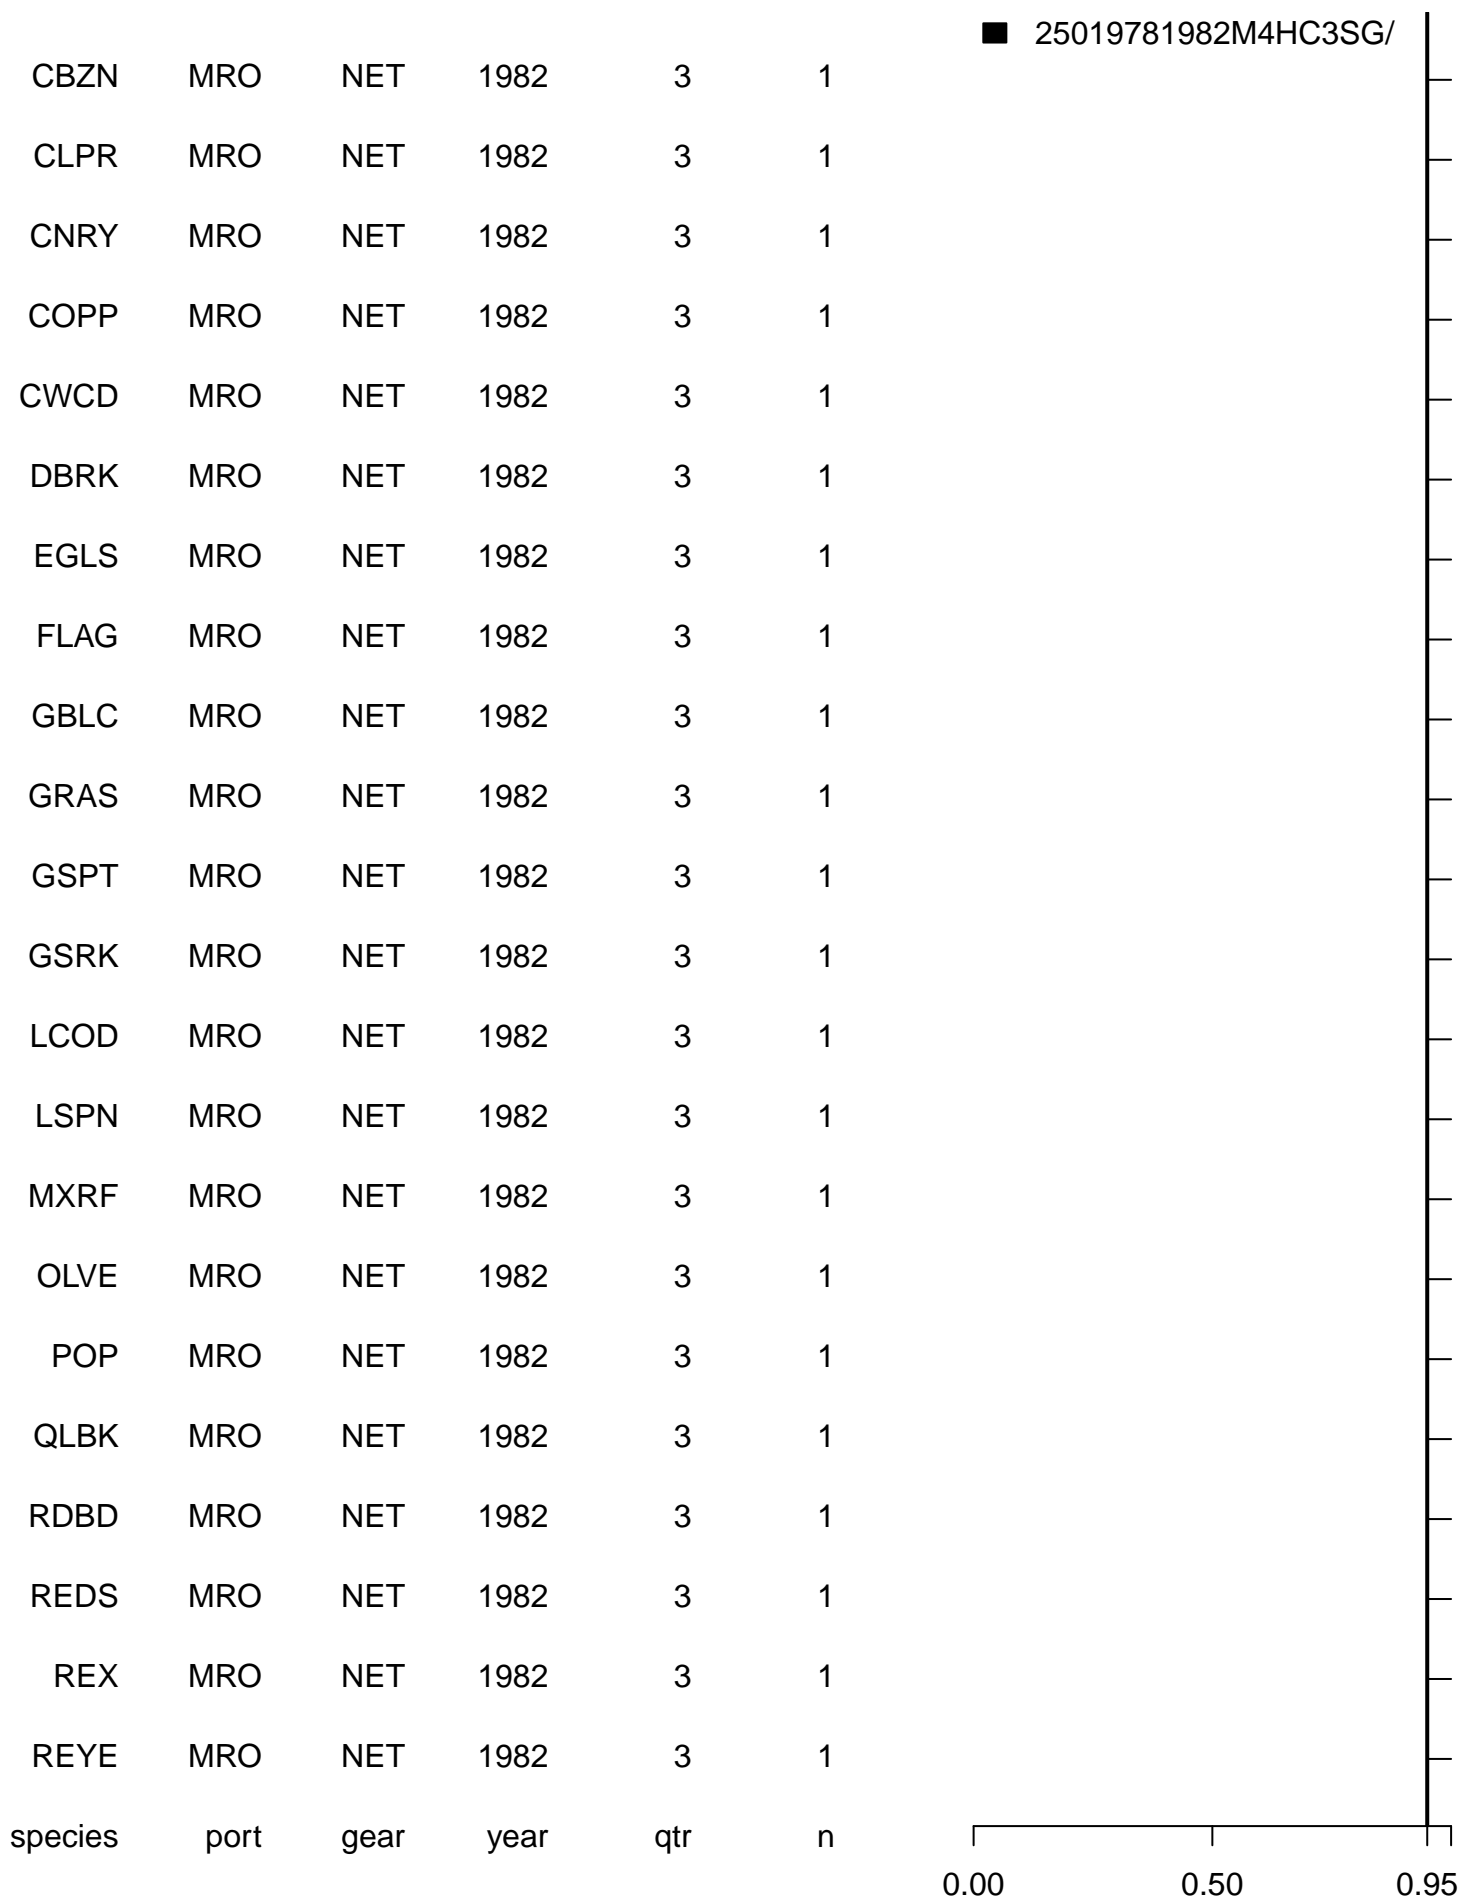 25019781982M4HC3SG/
CBZN MRO NET 1982 3 1
CLPR MRO NET 1982 3 1
CNRY MRO NET 1982 3 1
COPP MRO NET 1982 3 1
CWCD MRO NET 1982 3 1
DBRK MRO NET 1982 3 1
EGLS MRO NET 1982 3 1
FLAG MRO NET 1982 3 1
GBLC MRO NET 1982 3 1
GRAS MRO NET 1982 3 1
GSPT MRO NET 1982 3 1
GSRK MRO NET 1982 3 1
LCOD MRO NET 1982 3 1
LSPN MRO NET 1982 3 1
MXRF MRO NET 1982 3 1
OLVE MRO NET 1982 3 1
POP MRO NET 1982 3 1
QLBK MRO NET 1982 3 1
RDBD MRO NET 1982 3 1
REDS MRO NET 1982 3 1
REX MRO NET 1982 3 1
REYE MRO NET 1982 3 1
species port gear year qtr n
0.00 0.50 0.95